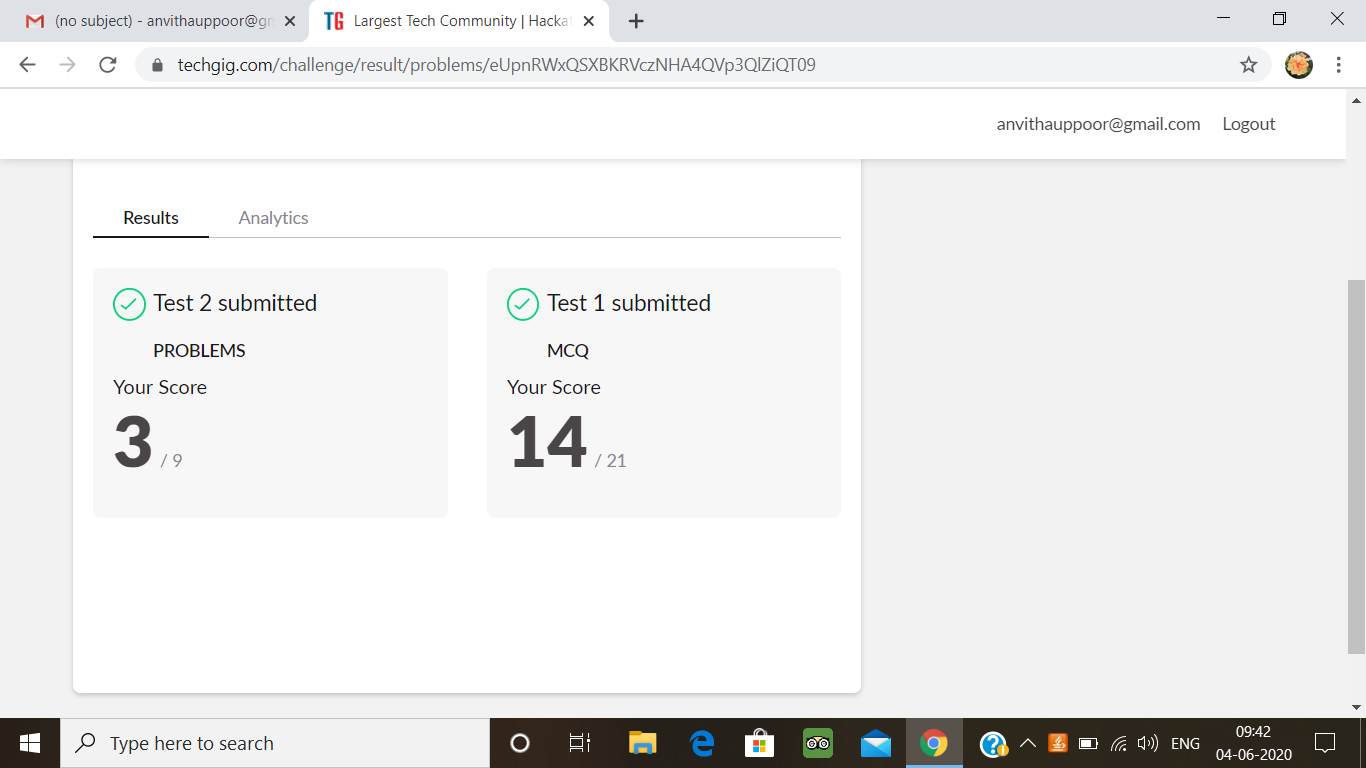 (no subject) - anvithauppoor@gm
TG Largest Tech Community | Hackat
techgig.com/challenge/result/problems/eUpnRWxQSXBKRVczNHA4QVp3QlZiQT09
anvithauppoor@gmail.com Logout
Results Analytics
Test 2 submitted
PROBLEMS
Your Score
3 / 9
Test 1 submitted
MCQ
Your Score
14 / 21
Type here to search
ENG
09:42
04-06-2020